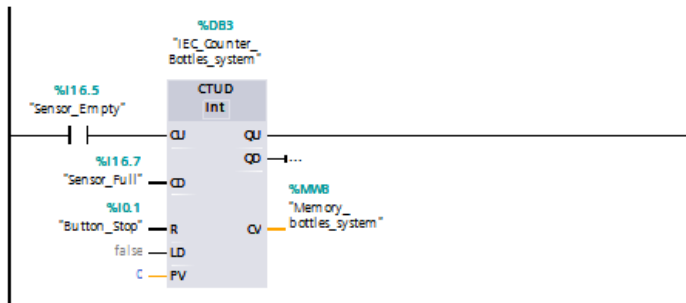 %DB3
"IEC_Counter_
Bottles_system"
%I16.5
"Sensor_Empty"
CTUD
Int
CU
QU
QD
...
%I16.7
"Sensor_Full"
CD
%MW8
"Memory_
bottles_system"
%I0.1
"Button_Stop"
R
CV
false
LD
PV